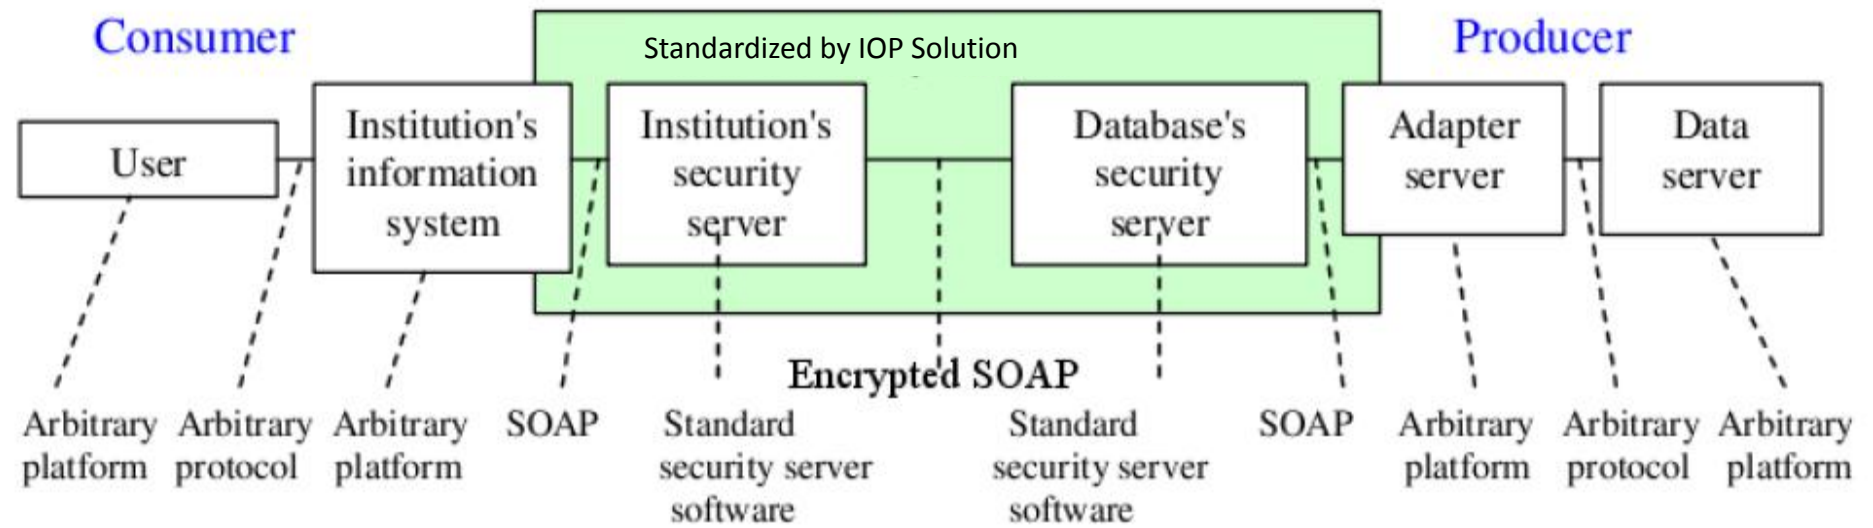 Consumer
Standardized by IOP Solution
Producer
User
Institution's
information
system
Institution's
security
server
Database's
security
server
Adapter
server
Data
server
Encrypted SOAP
Arbitrary
platform
Arbitrary
protocol
Arbitrary
platform
SOAP
Standard
security server
software
Standard
security server
software
SOAP
Arbitrary
platform
Arbitrary
protocol
Arbitrary
platform